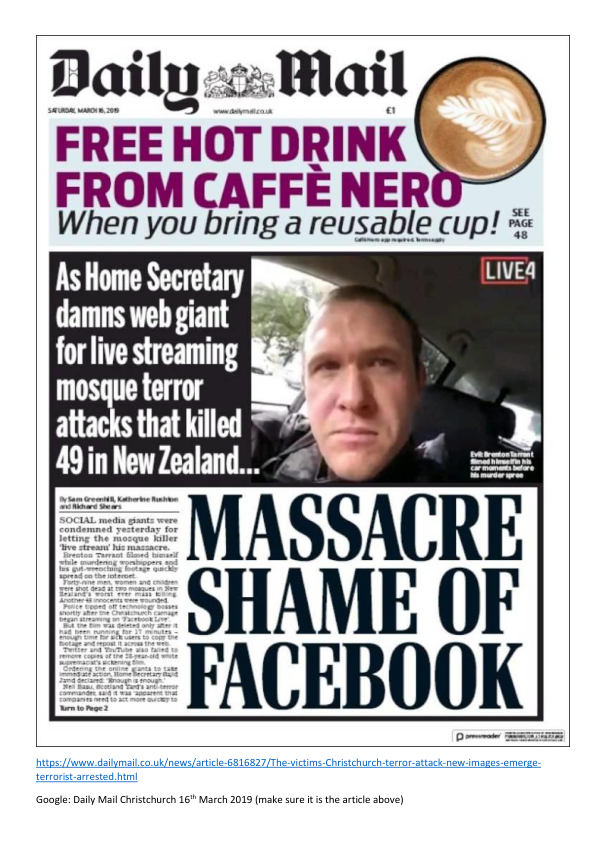 Daily Mail
SATURDAY, MARCH 16, 2019 www.dailymail.co.uk £1
FREE HOT DRINK
FROM CAFFÈ NERO
When you bring a reusable cup!
SEE
PAGE
48
Caffè Nero app required. Terms apply
As Home Secretary
damns web giant
for live streaming
mosque terror
attacks that killed
49 in New Zealand...
LIVE4
Evil: Brenton Tarrant
filmed himself in his
car moments before
his murder spree
By Sam Greenhill, Katherine Rushton
and Richard Shears
SOCIAL media giants were
condemned yesterday for
letting the mosque killer
'live stream' his massacre.
Brenton Tarrant filmed himself
while murdering worshippers and
his gut-wrenching footage quickly
spread on the internet.
Forty-nine men, women and children
were shot dead at two mosques in New
Zealand's worst ever mass killing.
Another 48 innocents were wounded.
Police tipped off technology bosses
shortly after the Christchurch carnage
began streaming on 'Facebook Live'.
But the film was deleted only after it
had been running for 17 minutes –
enough time for sick users to copy the
footage and repost it across the web.
Twitter and YouTube also failed to
remove copies of the 28-year-old white
supremacist's sickening film.
Ordering the online giants to take
immediate action, Home Secretary Sajid
Javid declared: 'Enough is enough.'
Neil Basu, Scotland Yard's anti-terror
commander, said it was 'apparent that
companies need to act more quickly to
Turn to Page 2
MASSACRE
SHAME OF
FACEBOOK
pressreader
https://www.dailymail.co.uk/news/article-6816827/The-victims-Christchurch-terror-attack-new-images-emerge-
terrorist-arrested.html
Google: Daily Mail Christchurch 16th March 2019 (make sure it is the article above)